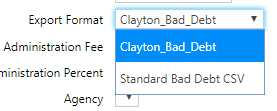 Export Format Clayton_Bad_Debt
Administration Fee Clayton_Bad_Debt
ministration Percent Standard Bad Debt CSV
Agency